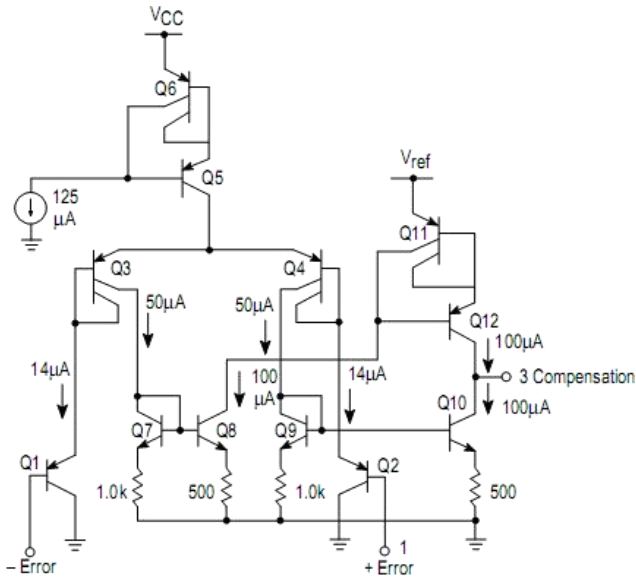 VCC
Q6
Q5
125
μA
Vref
Q11
Q3
Q4
Q12
50μA
50μA
100μA
14μA
100
μA
14μA
3 Compensation
100μA
Q7
Q8
Q9
Q10
Q1
Q2
1.0k
500
1.0k
500
– Error
1
+ Error